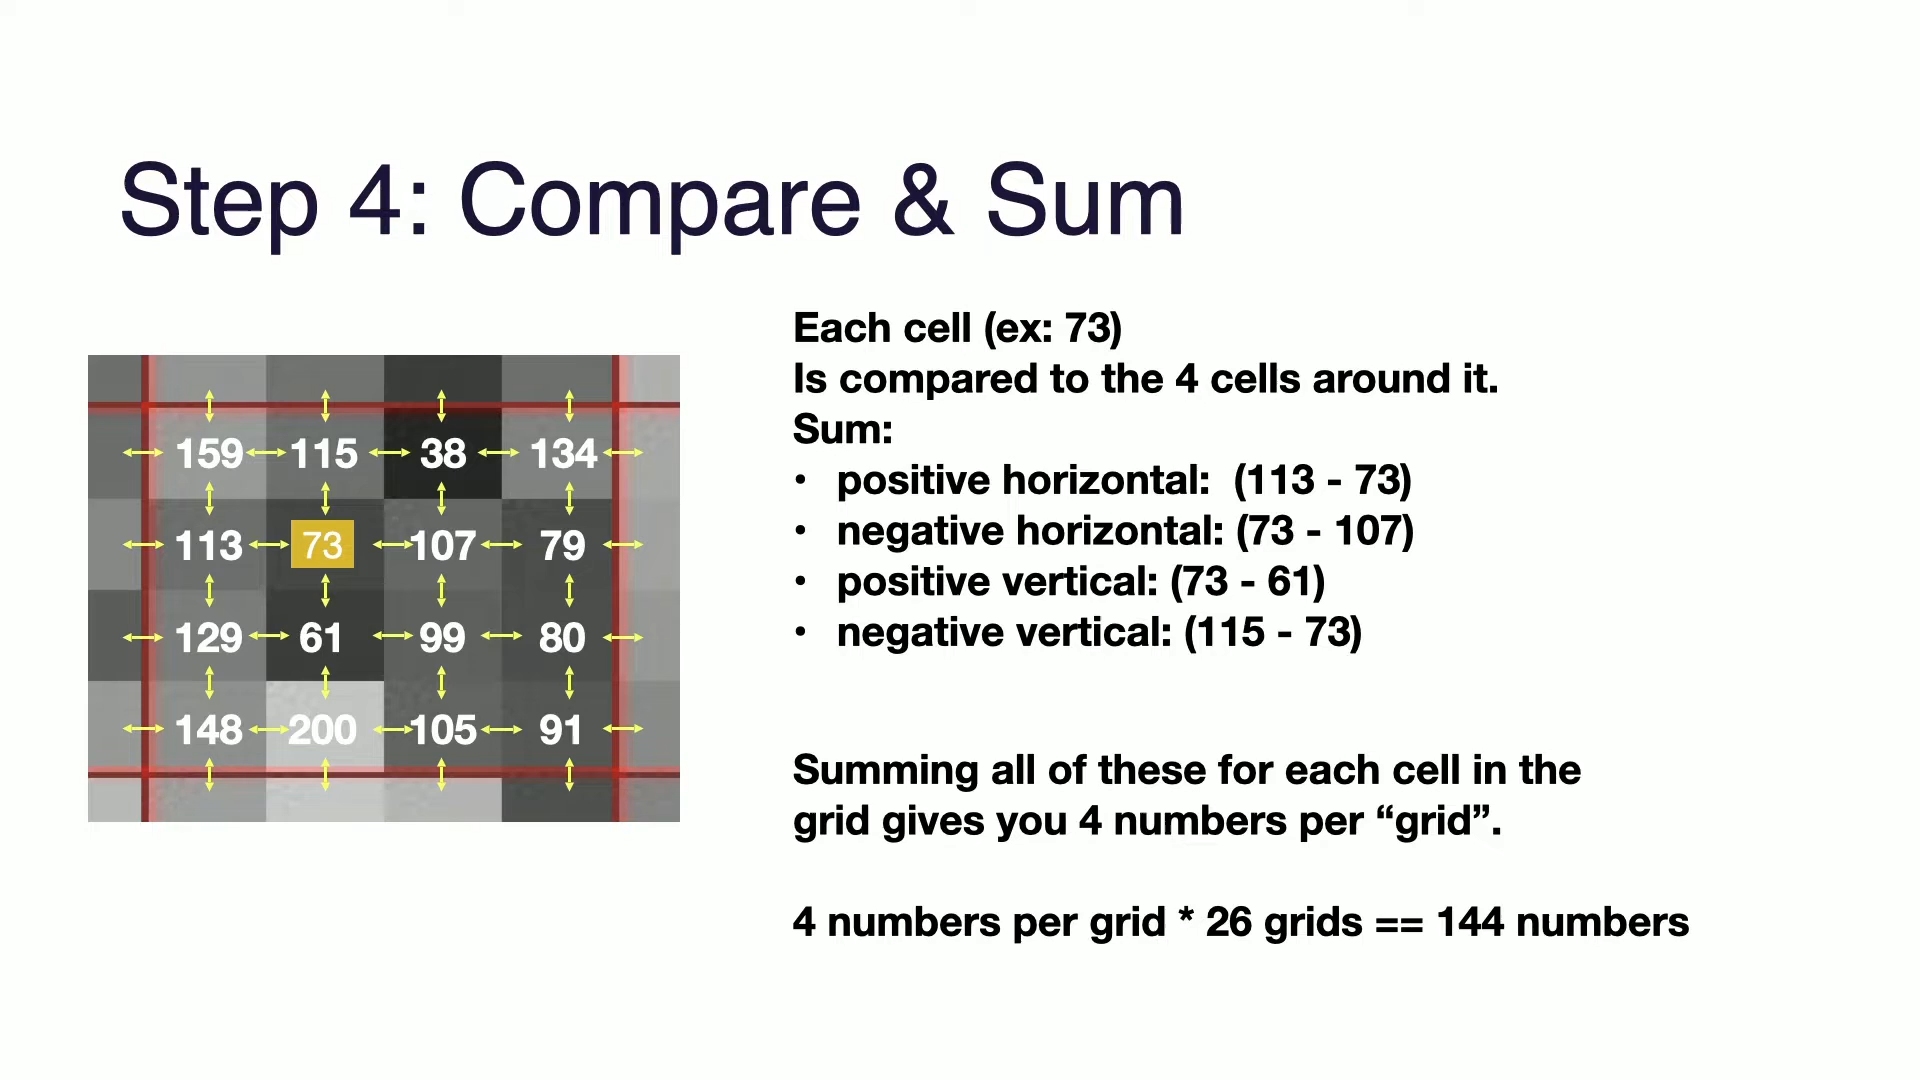 Step 4: Compare & Sum
159 115 38 134
113 73 107 79
129 61 99 80
148 200 105 91
Each cell (ex: 73)
Is compared to the 4 cells around it.
Sum:
• positive horizontal: (113 - 73)
• negative horizontal: (73 - 107)
• positive vertical: (73 - 61)
• negative vertical: (115 - 73)
Summing all of these for each cell in the
grid gives you 4 numbers per “grid”.
4 numbers per grid * 26 grids == 144 numbers